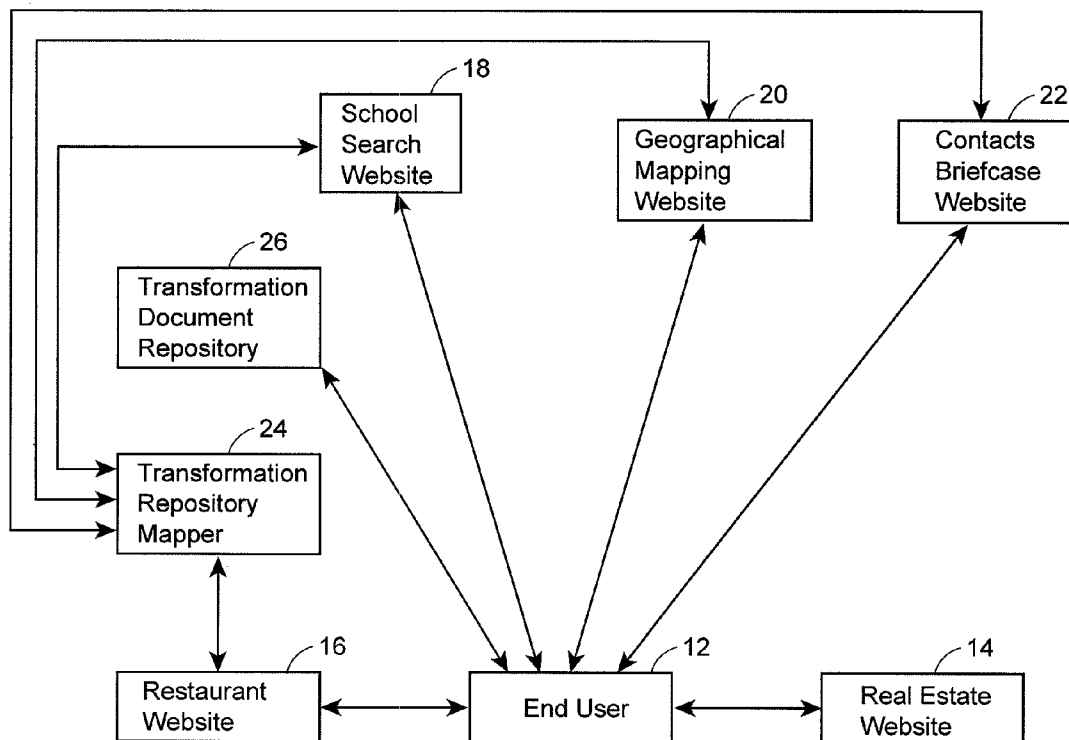 18
School
Search
Website
20
Geographical
Mapping
Website
22
Contacts
Briefcase
Website
26
Transformation
Document
Repository
24
Transformation
Repository
Mapper
16
Restaurant
Website
12
End User
14
Real Estate
Website